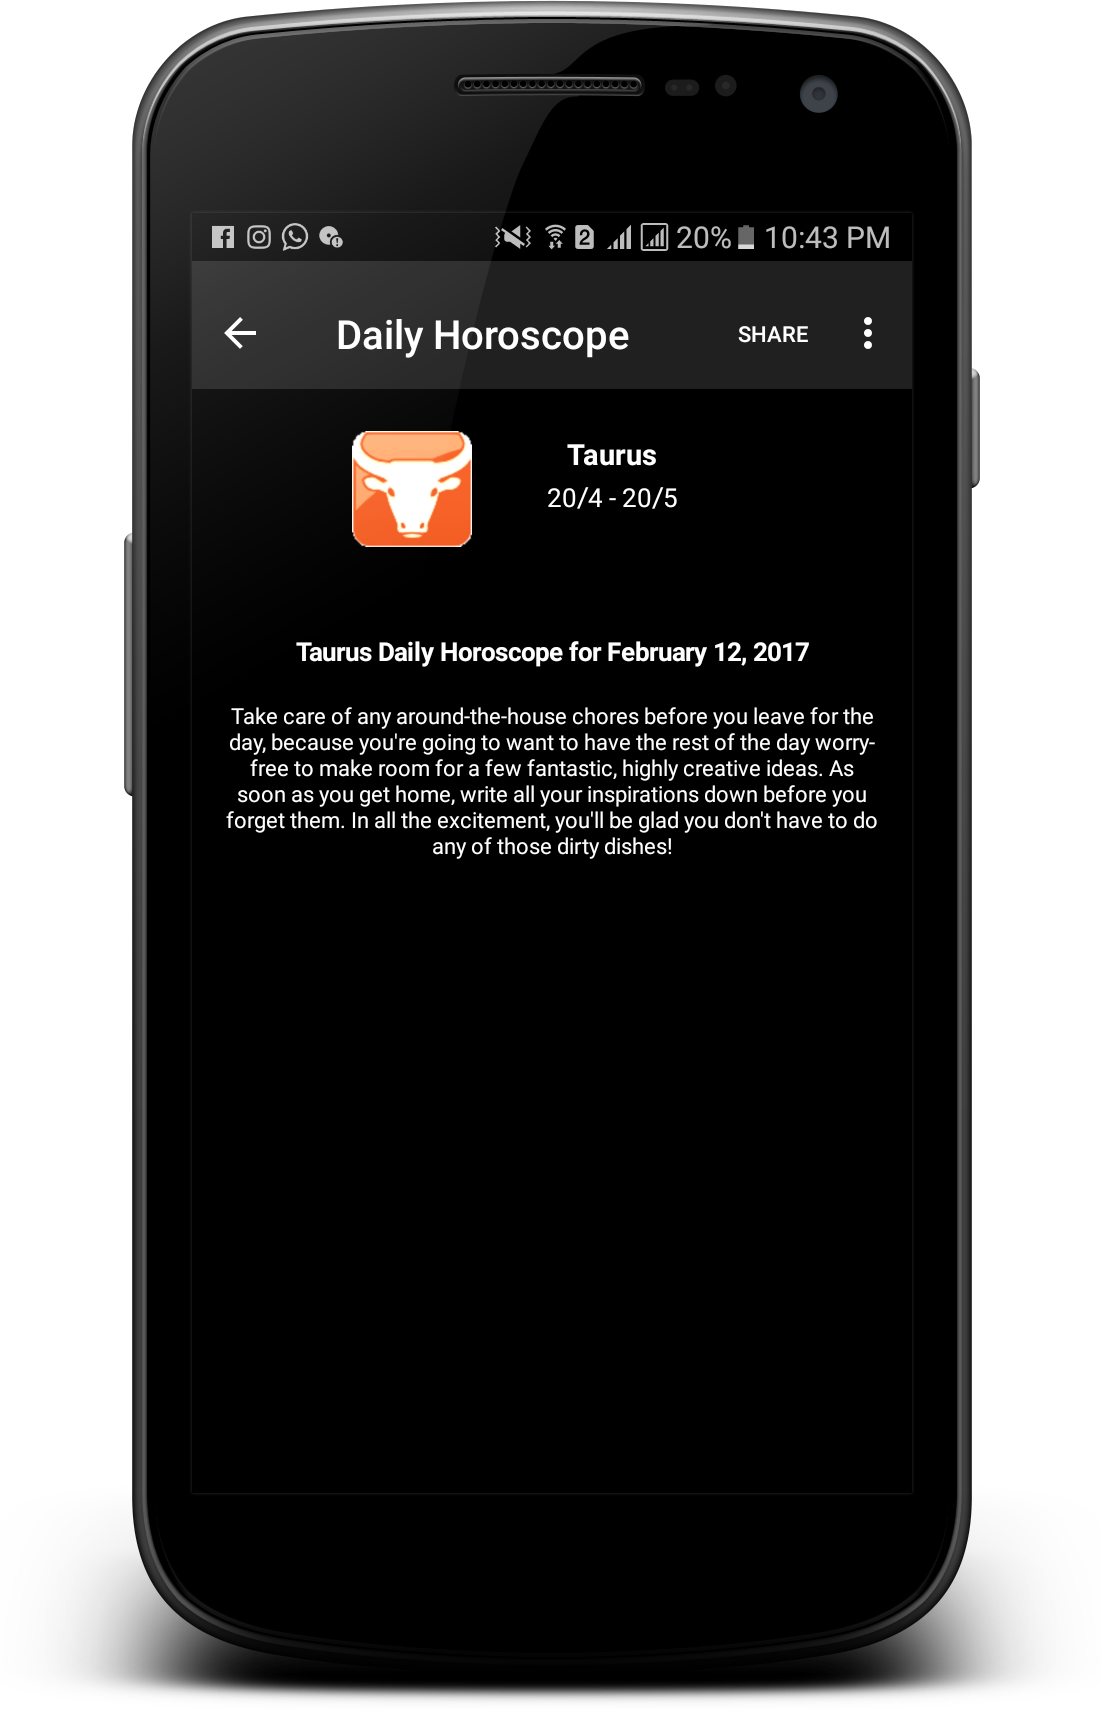 2 20% 10:43 PM
Daily Horoscope SHARE
Taurus
20/4 - 20/5
Taurus Daily Horoscope for February 12, 2017
Take care of any around-the-house chores before you leave for the
day, because you're going to want to have the rest of the day worry-
free to make room for a few fantastic, highly creative ideas. As
soon as you get home, write all your inspirations down before you
forget them. In all the excitement, you'll be glad you don't have to do
any of those dirty dishes!